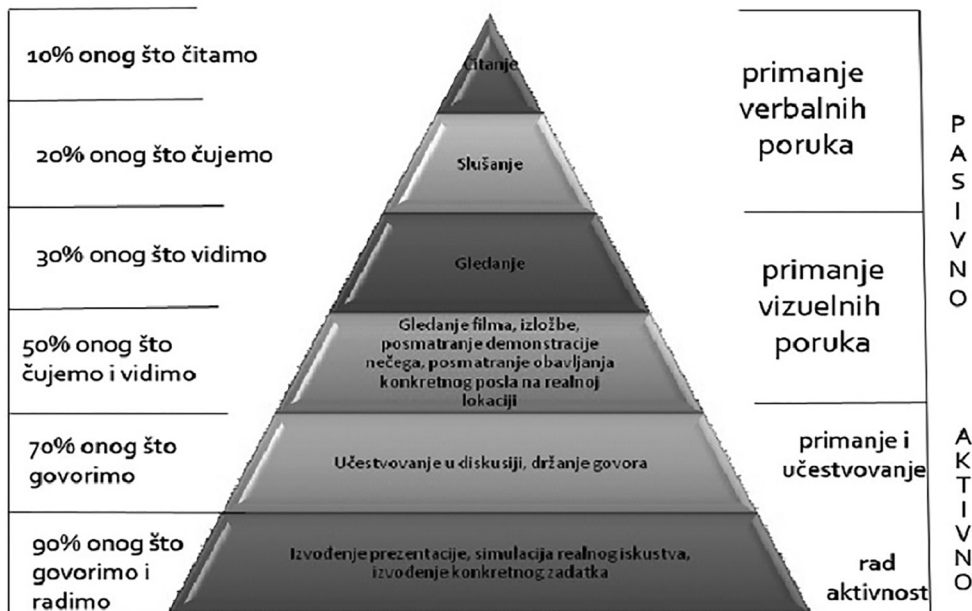 10% onog što čitamo
20% onog što čujemo
30% onog što vidimo
50% onog što
čujemo i vidimo
70% onog što
govorimo
90% onog što
govorimo i
radimo
Čitanje
Slušanje
Gledanje
Gledanje filma, izložbe,
posmatranje demonstracije
nečega, posmatranje obavljanja
konkretnog posla na realnoj
lokaciji
Učestvovanje u diskusiji, držanje govora
Izvođenje prezentacije, simulacija realnog iskustva,
izvođenje konkretnog zadatka
primanje
verbalnih
poruka
primanje
vizuelnih
poruka
primanje i
učestvovanje
rad
aktivnost
PASIVNO
AKTIVNO